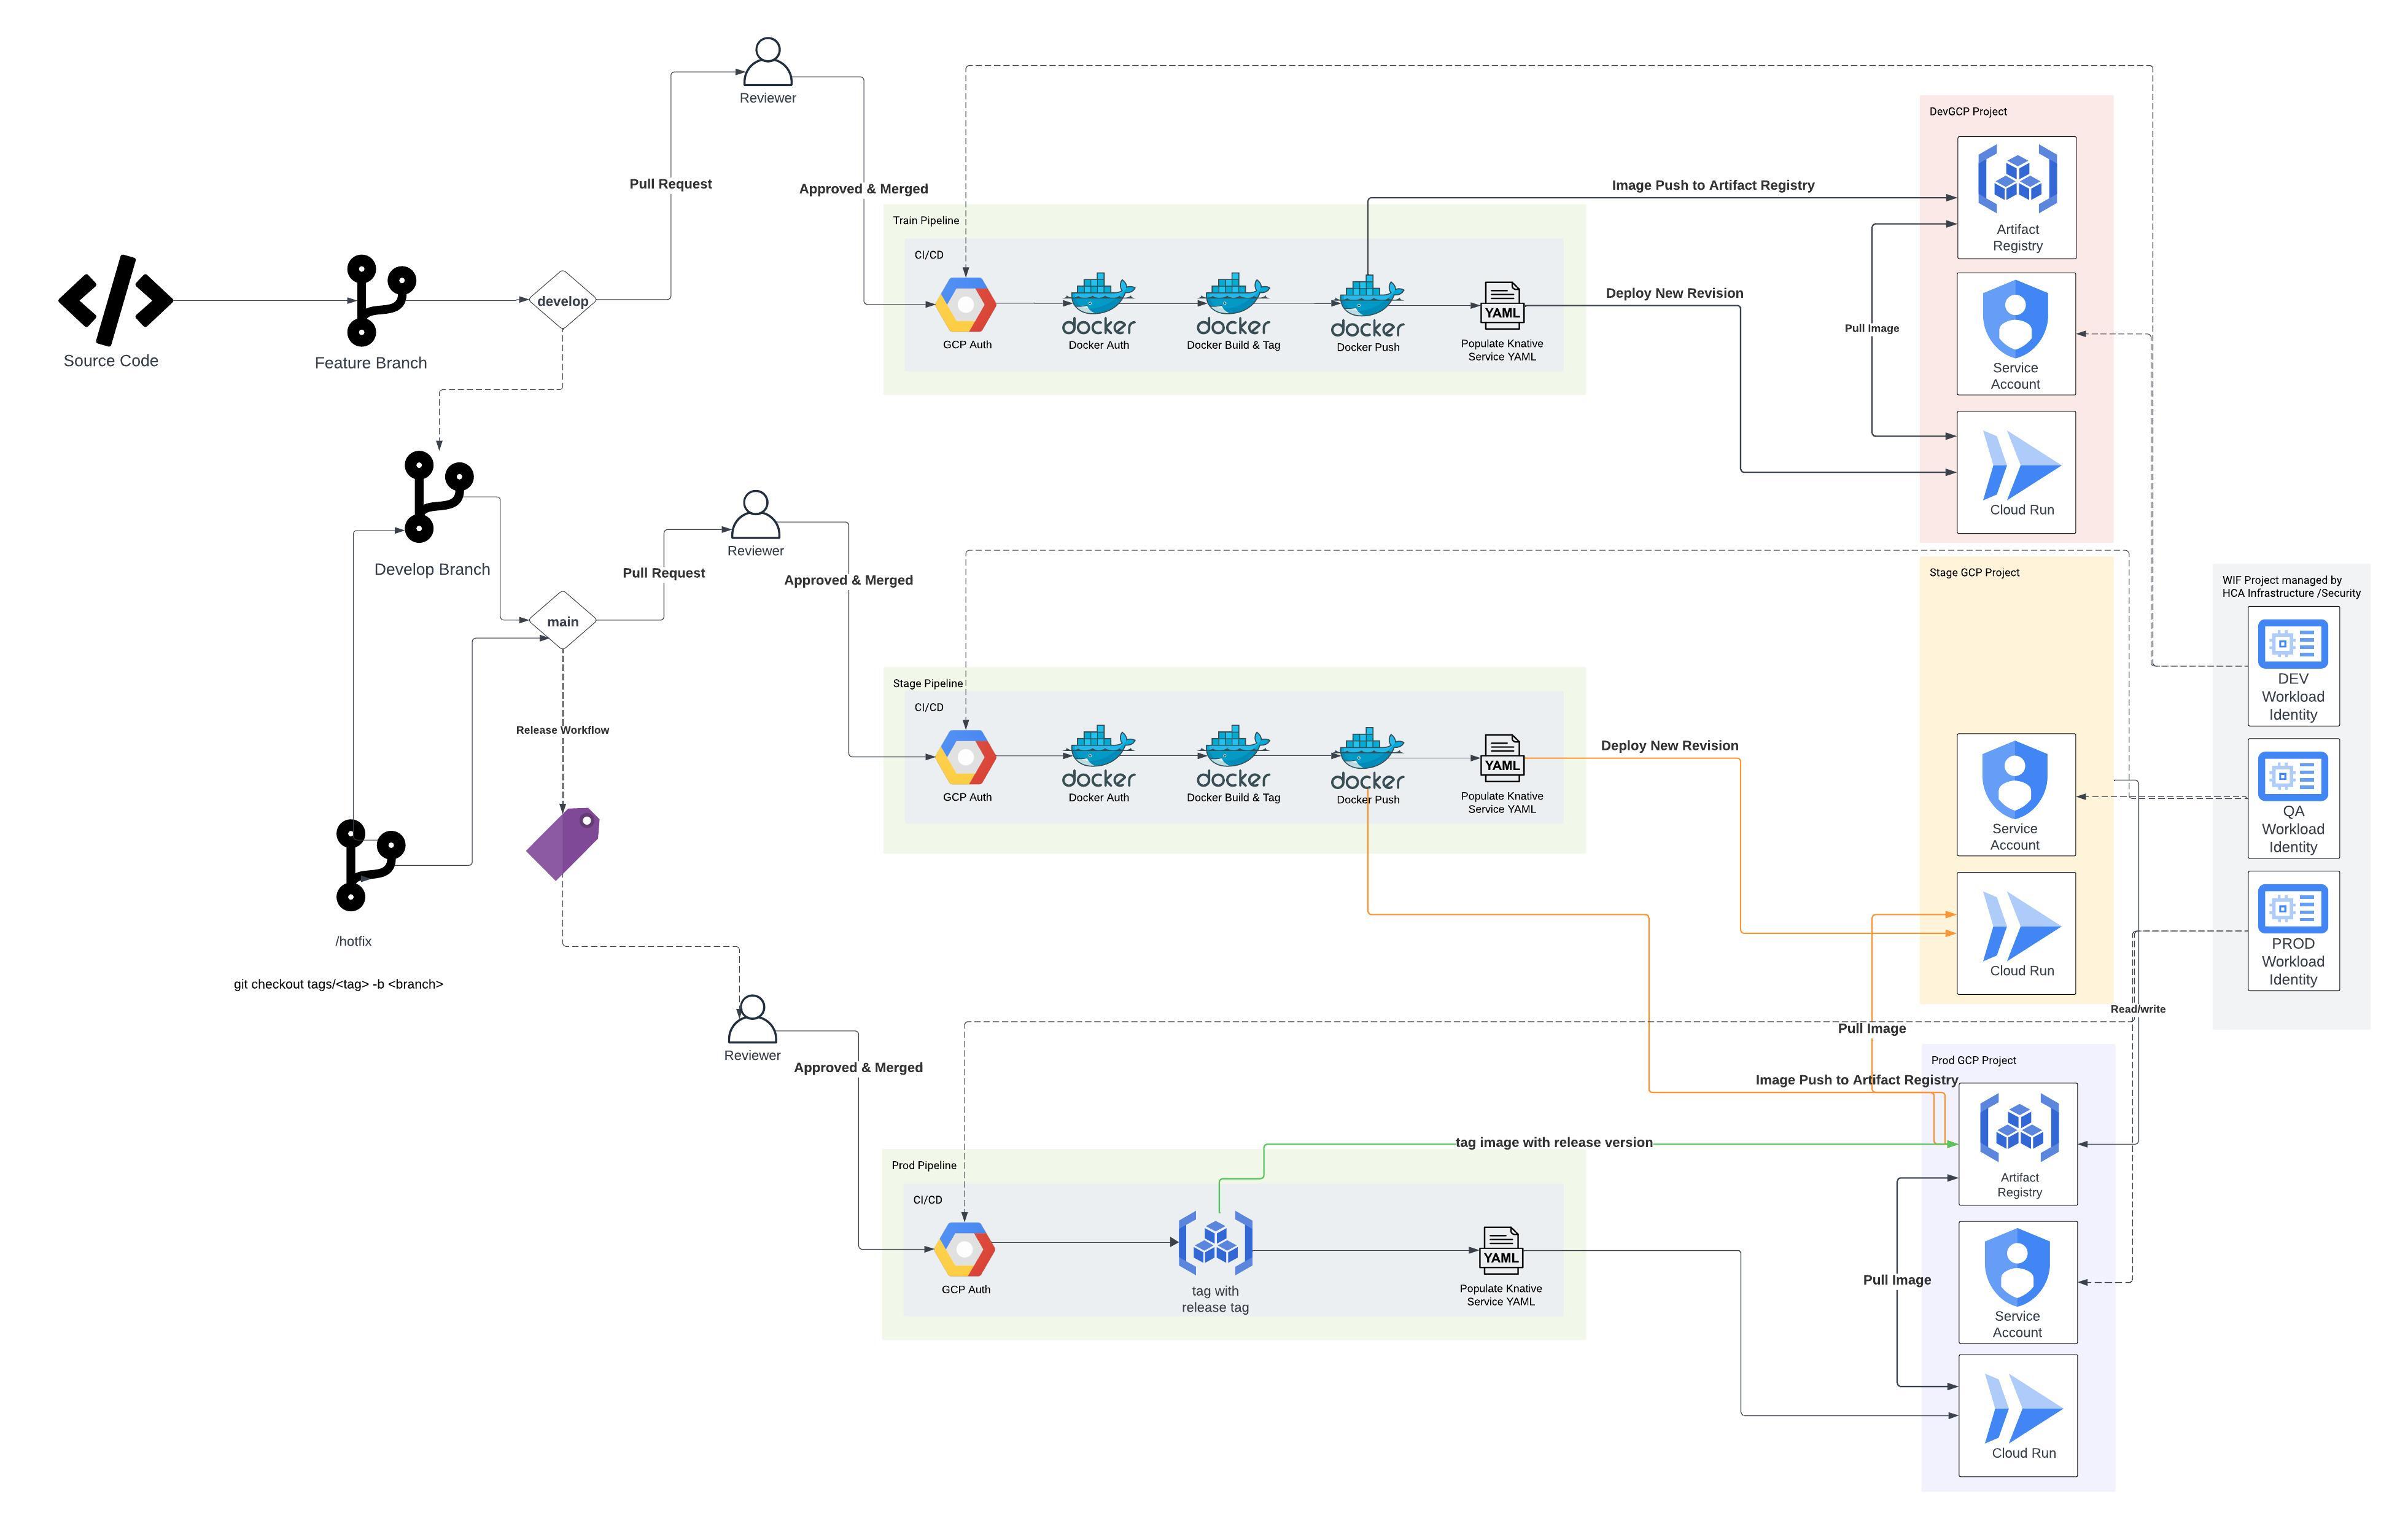 Reviewer
DevGCP Project
Pull Request
Approved & Merged
Image Push to Artifact Registry
Train Pipeline
Artifact
Registry
CI/CD
develop
Deploy New Revision
docker
docker
docker
YAML
GCP Auth
Docker Auth
Docker Build & Tag
Docker Push
Populate Knative
Service YAML
Pull Image
Source Code
Feature Branch
Service
Account
Cloud Run
Reviewer
Develop Branch
Pull Request
Approved & Merged
Stage GCP Project
WIF Project managed by
HCA Infrastructure /Security
main
DEV
Workload
Identity
Stage Pipeline
CI/CD
Release Workflow
Deploy New Revision
docker
docker
docker
YAML
GCP Auth
Docker Auth
Docker Build & Tag
Docker Push
Populate Knative
Service YAML
Service
Account
QA
Workload
Identity
/hotfix
git checkout tags/<tag> -b <branch>
Cloud Run
PROD
Workload
Identity
Read/write
Pull Image
Reviewer
Approved & Merged
Prod GCP Project
Image Push to Artifact Registry
tag image with release version
Prod Pipeline
Artifact
Registry
CI/CD
YAML
GCP Auth
tag with
release tag
Populate Knative
Service YAML
Pull Image
Service
Account
Cloud Run